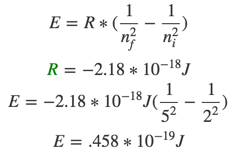 E = R * (1/n_f^2 − 1/n_i^2)
R = −2.18 * 10^−18 J
E = −2.18 * 10^−18 J(1/5^2 − 1/2^2)
E = .458 * 10^−19 J